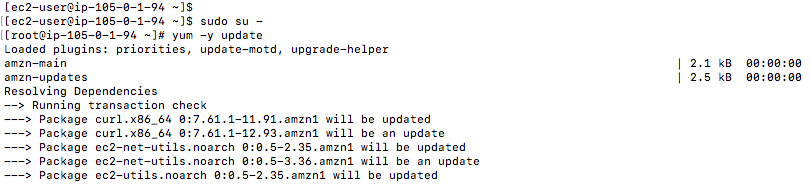 [ec2-user@ip-105-0-1-94 ~]$
[[ec2-user@ip-105-0-1-94 ~]$ sudo su -
[[root@ip-105-0-1-94 ~]# yum -y update
Loaded plugins: priorities, update-motd, upgrade-helper
amzn-main | 2.1 kB 00:00:00
amzn-updates | 2.5 kB 00:00:00
Resolving Dependencies
--> Running transaction check
---> Package curl.x86_64 0:7.61.1-11.91.amzn1 will be updated
---> Package curl.x86_64 0:7.61.1-12.93.amzn1 will be an update
---> Package ec2-net-utils.noarch 0:0.5-2.35.amzn1 will be updated
---> Package ec2-net-utils.noarch 0:0.5-3.36.amzn1 will be an update
---> Package ec2-utils.noarch 0:0.5-2.35.amzn1 will be updated